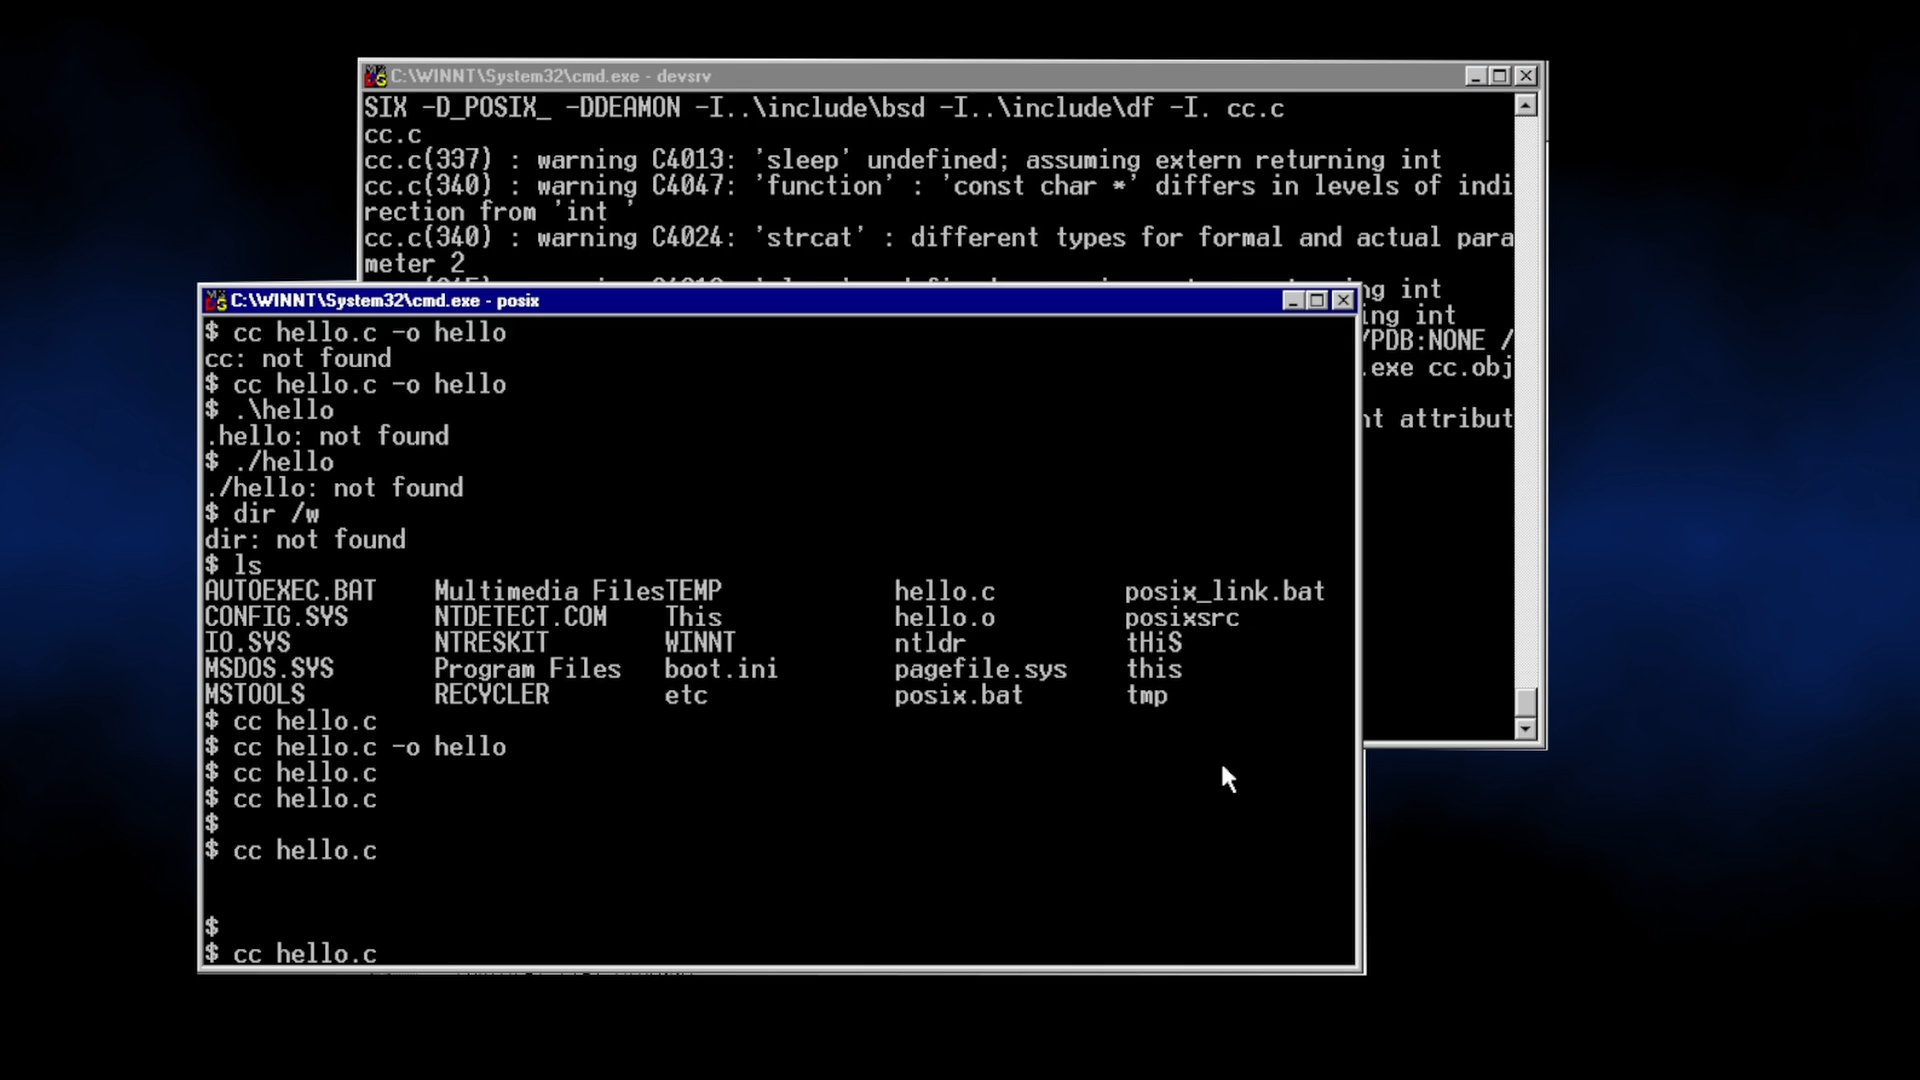 C:\WINNT\System32\cmd.exe - devsrv
SIX -D_POSIX_ -DDEAMON -I..\include\bsd -I..\include\df -I. cc.c
cc.c
cc.c(337) : warning C4013: 'sleep' undefined; assuming extern returning int
cc.c(340) : warning C4047: 'function' : 'const char *' differs in levels of indi
rection from 'int '
cc.c(340) : warning C4024: 'strcat' : different types for formal and actual para
meter 2
ng int
ing int
/PDB:NONE /
.exe cc.obj
nt attribut
C:\WINNT\System32\cmd.exe - posix
$ cc hello.c -o hello
cc: not found
$ cc hello.c -o hello
$ .\hello
.hello: not found
$ ./hello
./hello: not found
$ dir /w
dir: not found
$ ls
AUTOEXEC.BAT Multimedia FilesTEMP hello.c posix_link.bat
CONFIG.SYS NTDETECT.COM This hello.o posixsrc
IO.SYS NTRESKIT WINNT ntldr tHiS
MSDOS.SYS Program Files boot.ini pagefile.sys this
MSTOOLS RECYCLER etc posix.bat tmp
$ cc hello.c
$ cc hello.c -o hello
$ cc hello.c
$ cc hello.c
$
$ cc hello.c
$
$ cc hello.c